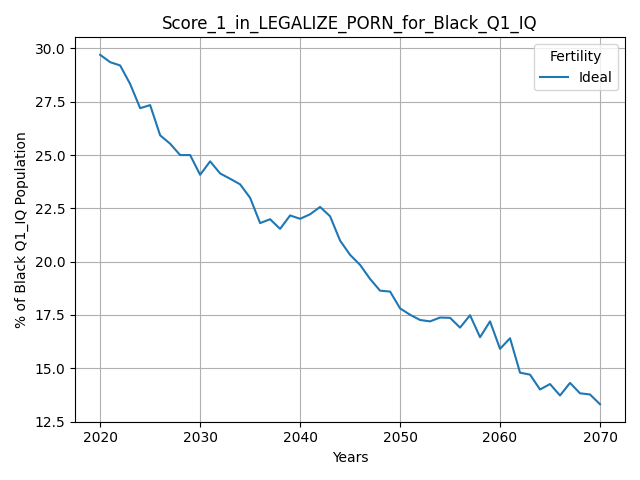 Score_1_in_LEGALIZE_PORN_for_Black_Q1_IQ
Fertility
Ideal
% of Black Q1_IQ Population
30.0
27.5
25.0
22.5
20.0
17.5
15.0
12.5
2020 2030 2040 2050 2060 2070
Years